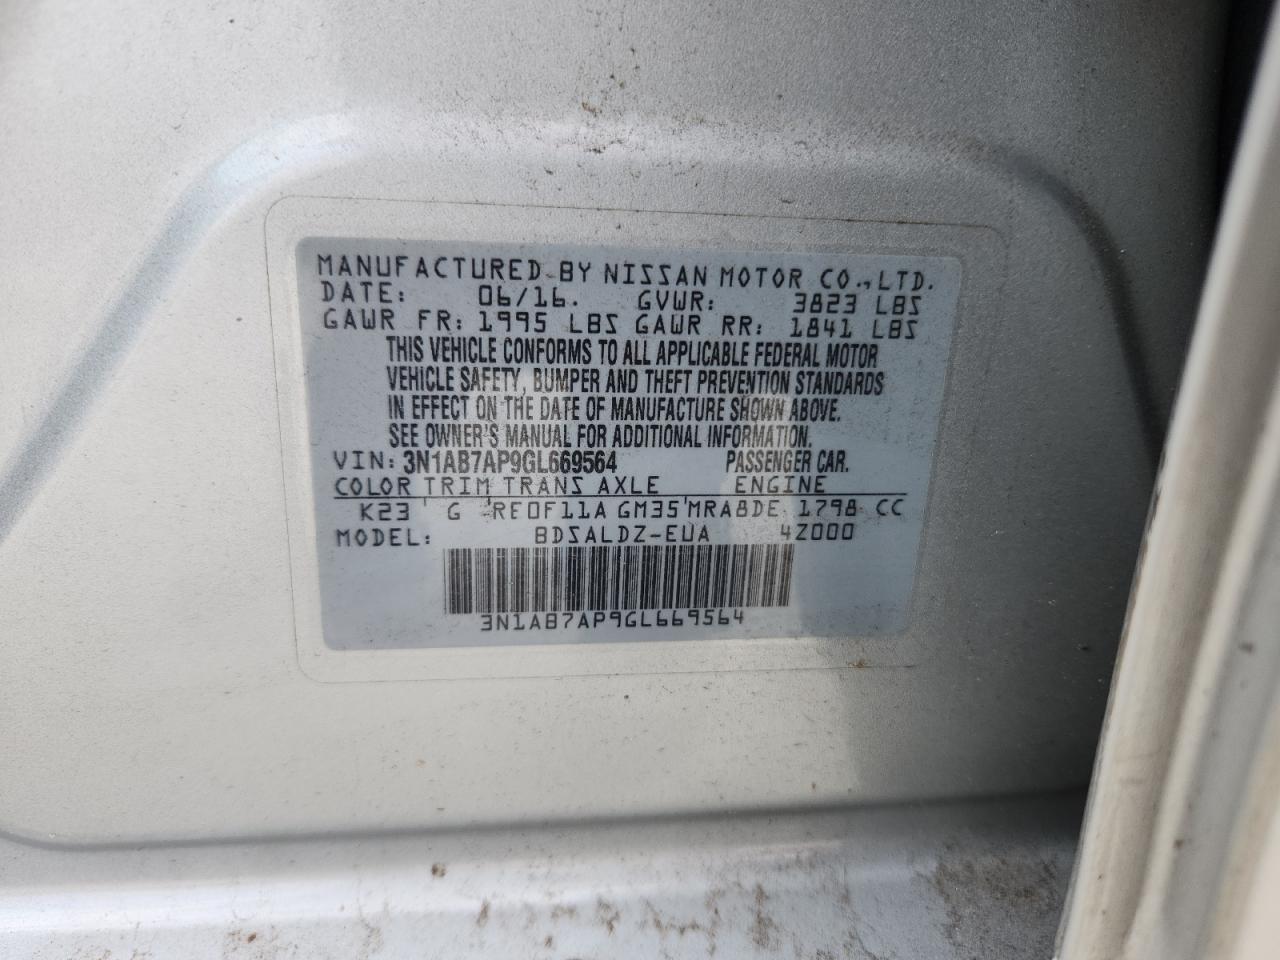 MANUFACTURED BY NISSAN MOTOR CO.,LTD.
DATE: 06/16. GVWR: 3823 LBS
GAWR FR: 1995 LBS GAWR RR: 1841 LBS
THIS VEHICLE CONFORMS TO ALL APPLICABLE FEDERAL MOTOR
VEHICLE SAFETY, BUMPER AND THEFT PREVENTION STANDARDS
IN EFFECT ON THE DATE OF MANUFACTURE SHOWN ABOVE.
SEE OWNER'S MANUAL FOR ADDITIONAL INFORMATION.
VIN: 3N1AB7AP9GL669564 PASSENGER CAR.
COLOR TRIM TRANS AXLE ENGINE
K23 G RE0F11A GM35 MRA8DE 1798 CC
MODEL: BDSALDZ-EUA 4Z000
3N1AB7AP9GL669564